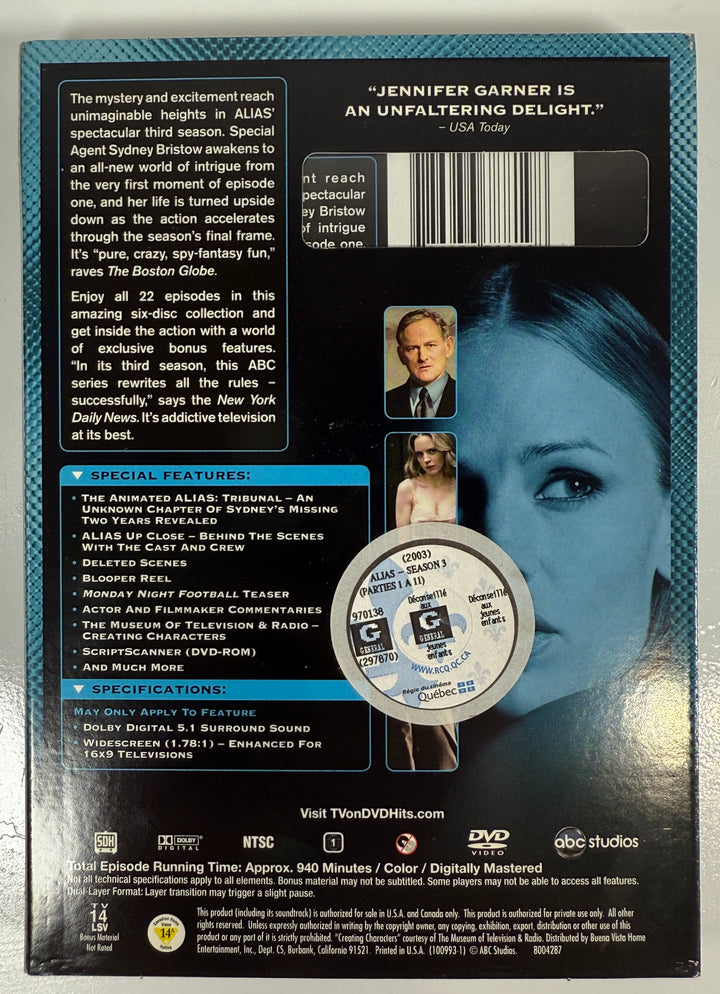 The mystery and excitement reach
unimaginable heights in ALIAS'
spectacular third season. Special
Agent Sydney Bristow awakens to
an all-new world of intrigue from
the very first moment of episode
one, and her life is turned upside
down as the action accelerates
through the season's final frame.
It's "pure, crazy, spy-fantasy fun,"
raves The Boston Globe.
Enjoy all 22 episodes in this
amazing six-disc collection and
get inside the action with a world
of exclusive bonus features.
"In its third season, this ABC
series rewrites all the rules –
successfully," says the New York
Daily News. It's addictive television
at its best.
"JENNIFER GARNER IS
AN UNFALTERING DELIGHT."
– USA Today
nt reach
pectacular
ey Bristow
of intrigue
sode one,
SPECIAL FEATURES:
• THE ANIMATED ALIAS: TRIBUNAL – AN
UNKNOWN CHAPTER OF SYDNEY'S MISSING
TWO YEARS REVEALED
• ALIAS UP CLOSE – BEHIND THE SCENES
WITH THE CAST AND CREW
• DELETED SCENES
• BLOOPER REEL
• MONDAY NIGHT FOOTBALL TEASER
• ACTOR AND FILMMAKER COMMENTARIES
• THE MUSEUM OF TELEVISION & RADIO –
CREATING CHARACTERS
• SCRIPTSCANNER (DVD-ROM)
• AND MUCH MORE
SPECIFICATIONS:
MAY ONLY APPLY TO FEATURE
• DOLBY DIGITAL 5.1 SURROUND SOUND
• WIDESCREEN (1.78:1) – ENHANCED FOR
16X9 TELEVISIONS
(2003)
ALIAS – SEASON 3
(PARTIES 1 A 11)
970138
G
GENERAL
(297870)
Déconseillé
aux
G
GENERAL
jeunes
enfants
Déconseillé
aux
jeunes
enfants
WWW.RCQ.QC.CA
Régie du cinéma
Québec
Visit TVonDVDHits.com
SDH
DOLBY
DIGITAL
NTSC
1
DVD
VIDEO
abc studios
Total Episode Running Time: Approx. 940 Minutes / Color / Digitally Mastered
Not all technical specifications apply to all elements. Bonus material may not be subtitled. Some players may not be able to access all features.
Dual-Layer Format: Layer transition may trigger a slight pause.
TV
14
LSV
Bonus Material
Not Rated
Canadian Home
Video
14A
This product (including its soundtrack) is authorized for sale in U.S.A. and Canada only. This product is authorized for private use only. All other
rights reserved. Unless expressly authorized in writing by the copyright owner, any copying, exhibition, export, distribution or other use of this
product or any part of it is strictly prohibited. "Creating Characters" courtesy of The Museum of Television & Radio. Distributed by Buena Vista Home
Entertainment, Inc., Dept. CS, Burbank, California 91521. Printed in U.S.A. (100993-1) © ABC Studios. 8004287